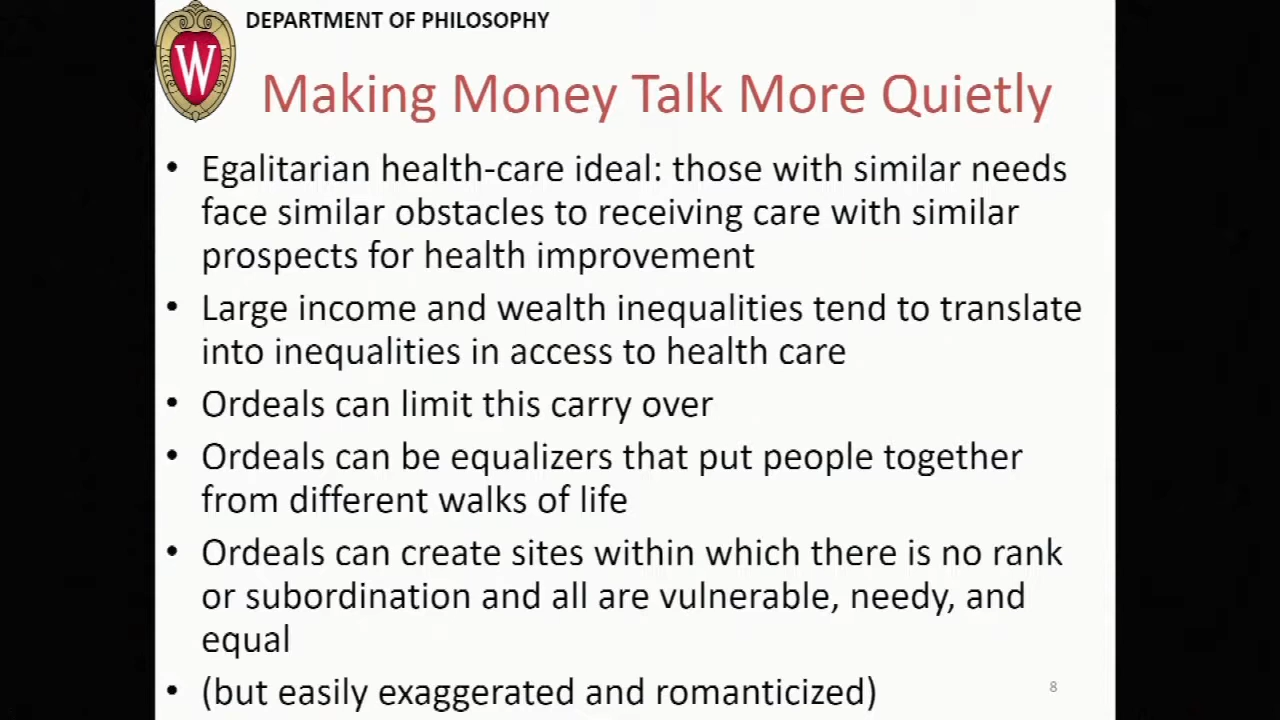 DEPARTMENT OF PHILOSOPHY
W
Making Money Talk More Quietly
• Egalitarian health-care ideal: those with similar needs
face similar obstacles to receiving care with similar
prospects for health improvement
• Large income and wealth inequalities tend to translate
into inequalities in access to health care
• Ordeals can limit this carry over
• Ordeals can be equalizers that put people together
from different walks of life
• Ordeals can create sites within which there is no rank
or subordination and all are vulnerable, needy, and
equal
• (but easily exaggerated and romanticized)
8